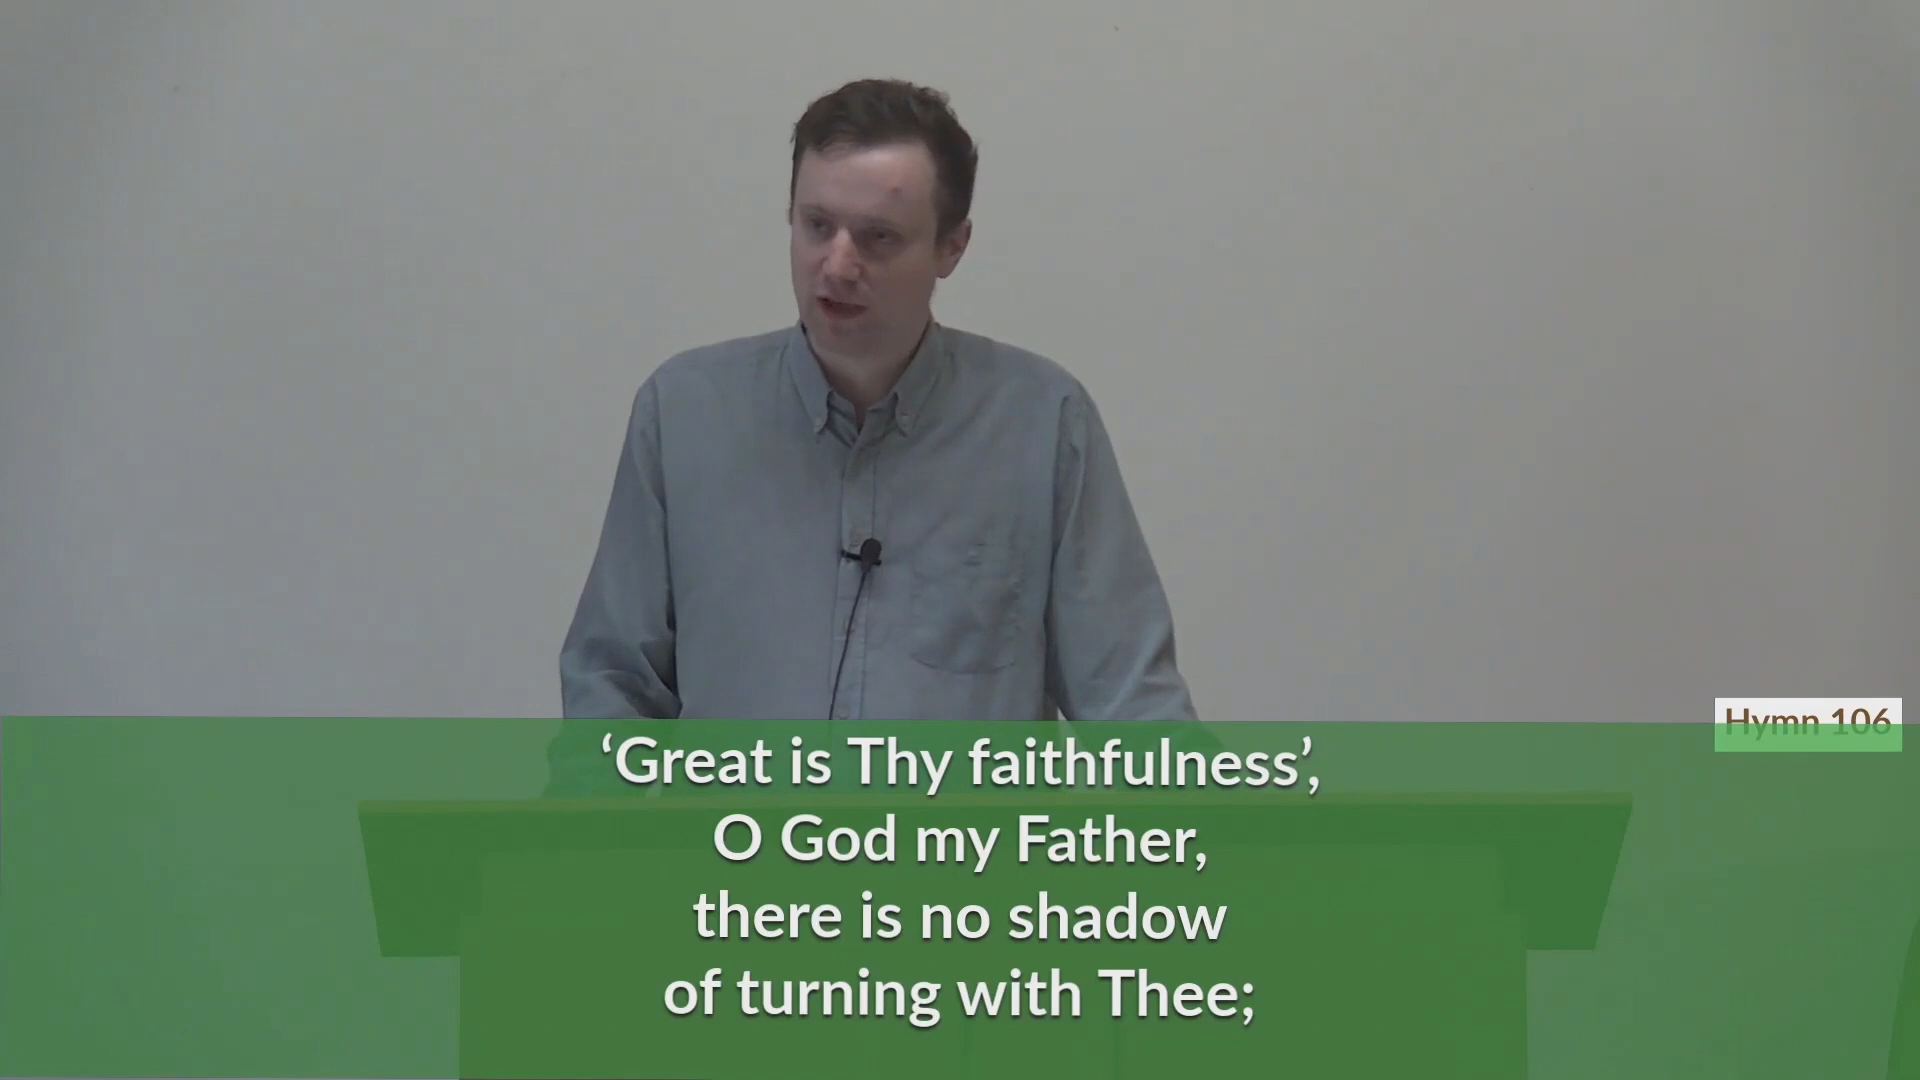 Hymn 106
‘Great is Thy faithfulness’,
O God my Father,
there is no shadow
of turning with Thee;